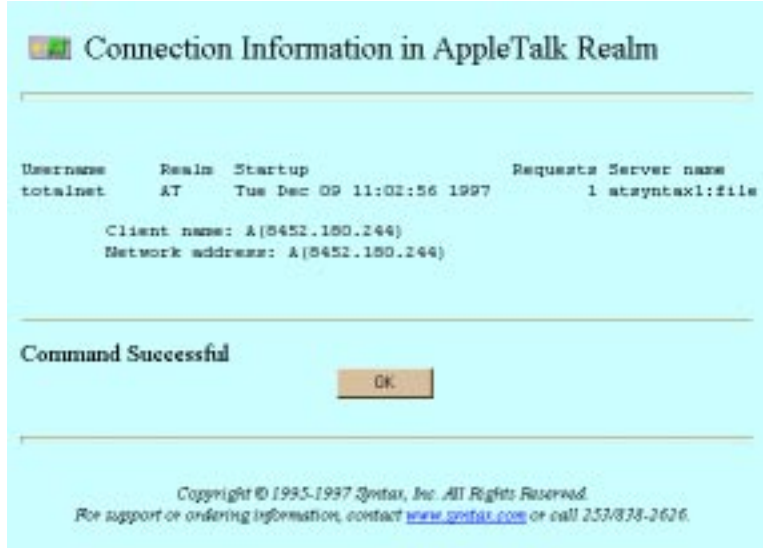 Connection Information in AppleTalk Realm
Username Realm Startup Requests Server name
totalnet AT Tue Dec 09 11:02:56 1997 1 atsyntax1:file
Client name: A(8452.180.244)
Network address: A(8452.180.244)
Command Successful
OK
Copyright © 1995-1997 Syntax, Inc. All Rights Reserved.
For support or ordering information, contact www.syntax.com or call 253/838-2626.